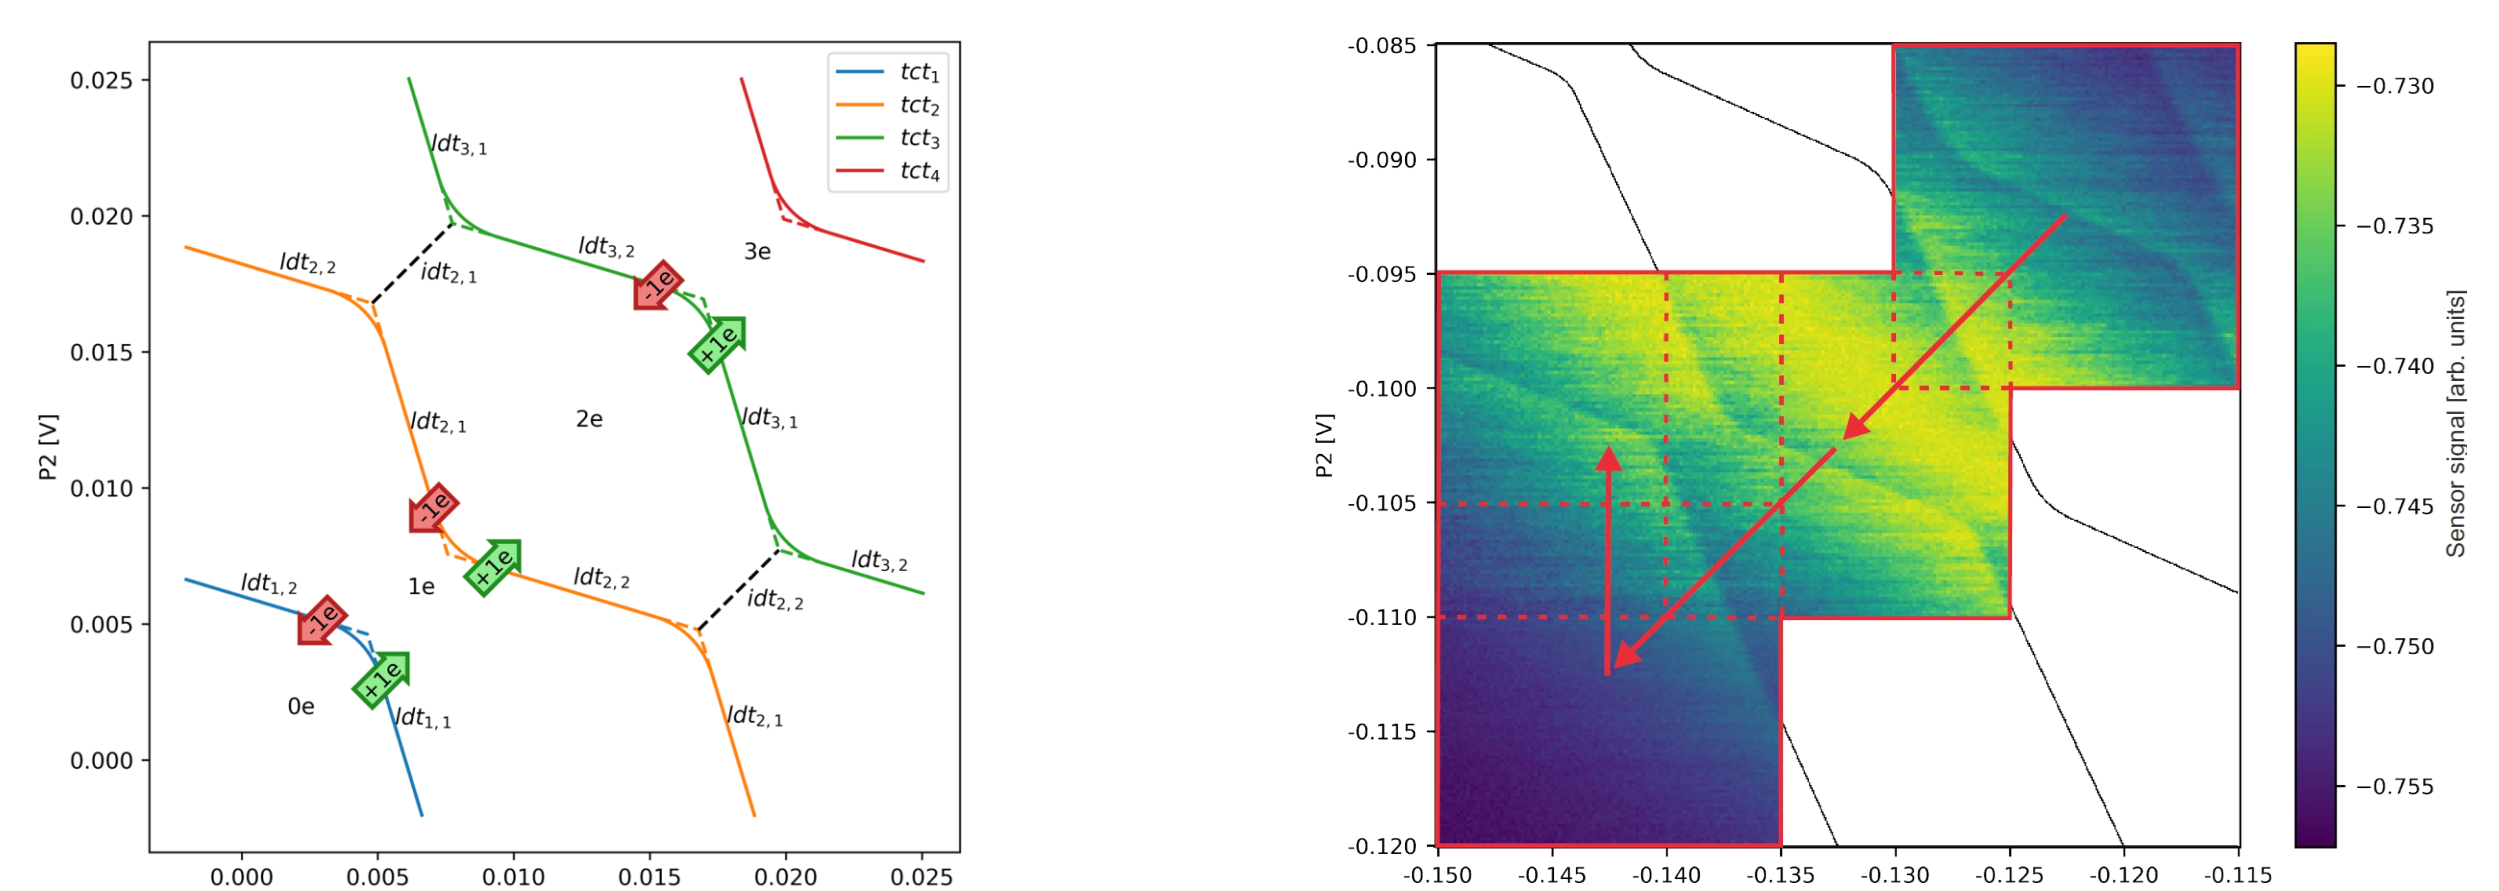 P2 [V]
0.025
0.020
0.015
0.010
0.005
0.000
0.000 0.005 0.010 0.015 0.020 0.025
tct1
tct2
tct3
tct4
ldt3, 1
ldt2, 2
idt2, 1
ldt3, 2
3e
-1e
+1e
ldt2, 1
2e
ldt3, 1
-1e
+1e
1e
ldt2, 2
ldt3, 2
idt2, 2
ldt1, 2
-1e
+1e
0e
ldt1, 1
ldt2, 1
P2 [V]
-0.085
-0.090
-0.095
-0.100
-0.105
-0.110
-0.115
-0.120
-0.150 -0.145 -0.140 -0.135 -0.130 -0.125 -0.120 -0.115
−0.730
−0.735
−0.740
−0.745
−0.750
−0.755
Sensor signal [arb. units]